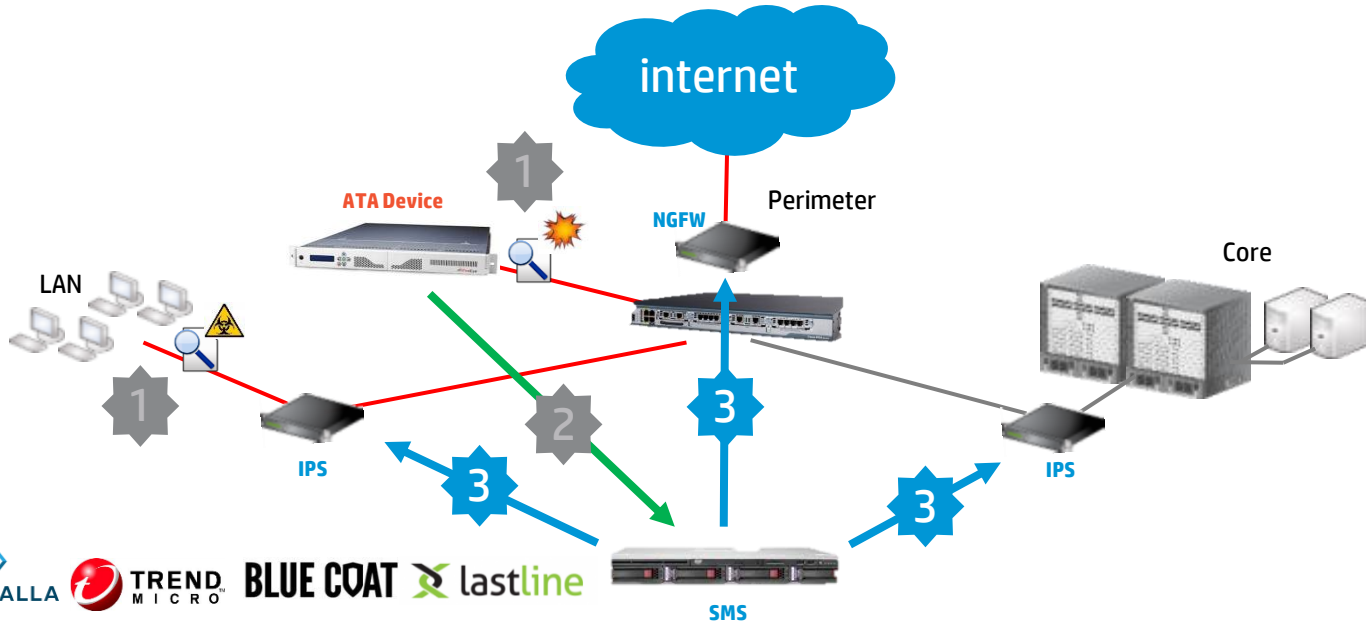 internet
1
ATA Device
NGFW
Perimeter
Core
LAN
1
3
2
IPS
3
3
IPS
ALLA
TREND
MICRO
BLUE COAT
lastline
SMS